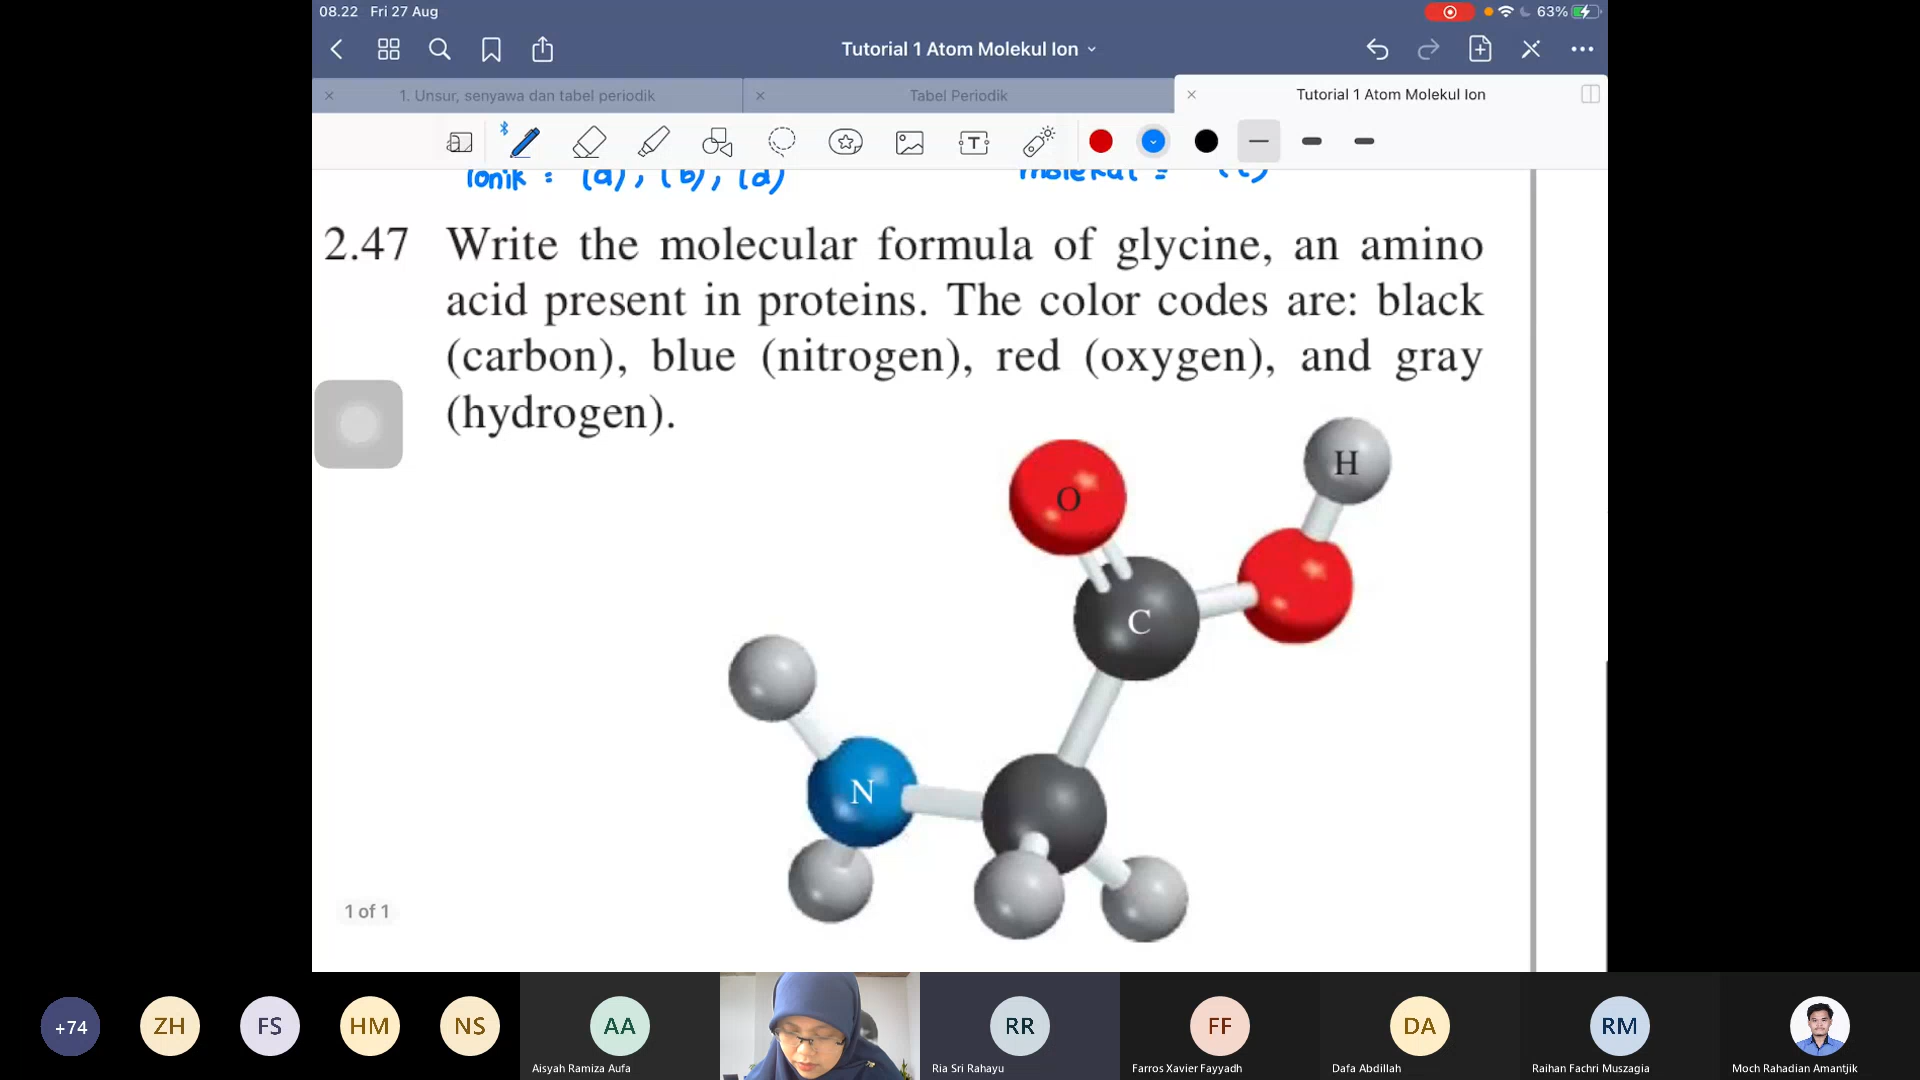 08.22 Fri 27 Aug
63%
Tutorial 1 Atom Molekul Ion
1. Unsur, senyawa dan tabel periodik
Tabel Periodik
Tutorial 1 Atom Molekul Ion
T
ionik : (a), (b), (d)
molekul = (c)
2.47 Write the molecular formula of glycine, an amino
acid present in proteins. The color codes are: black
(carbon), blue (nitrogen), red (oxygen), and gray
(hydrogen).
H
O
C
N
1 of 1
+74
ZH
FS
HM
NS
AA
RR
FF
DA
RM
Aisyah Ramiza Aufa
Ria Sri Rahayu
Farros Xavier Fayyadh
Dafa Abdillah
Raihan Fachri Muszagia
Moch Rahadian Amantjik